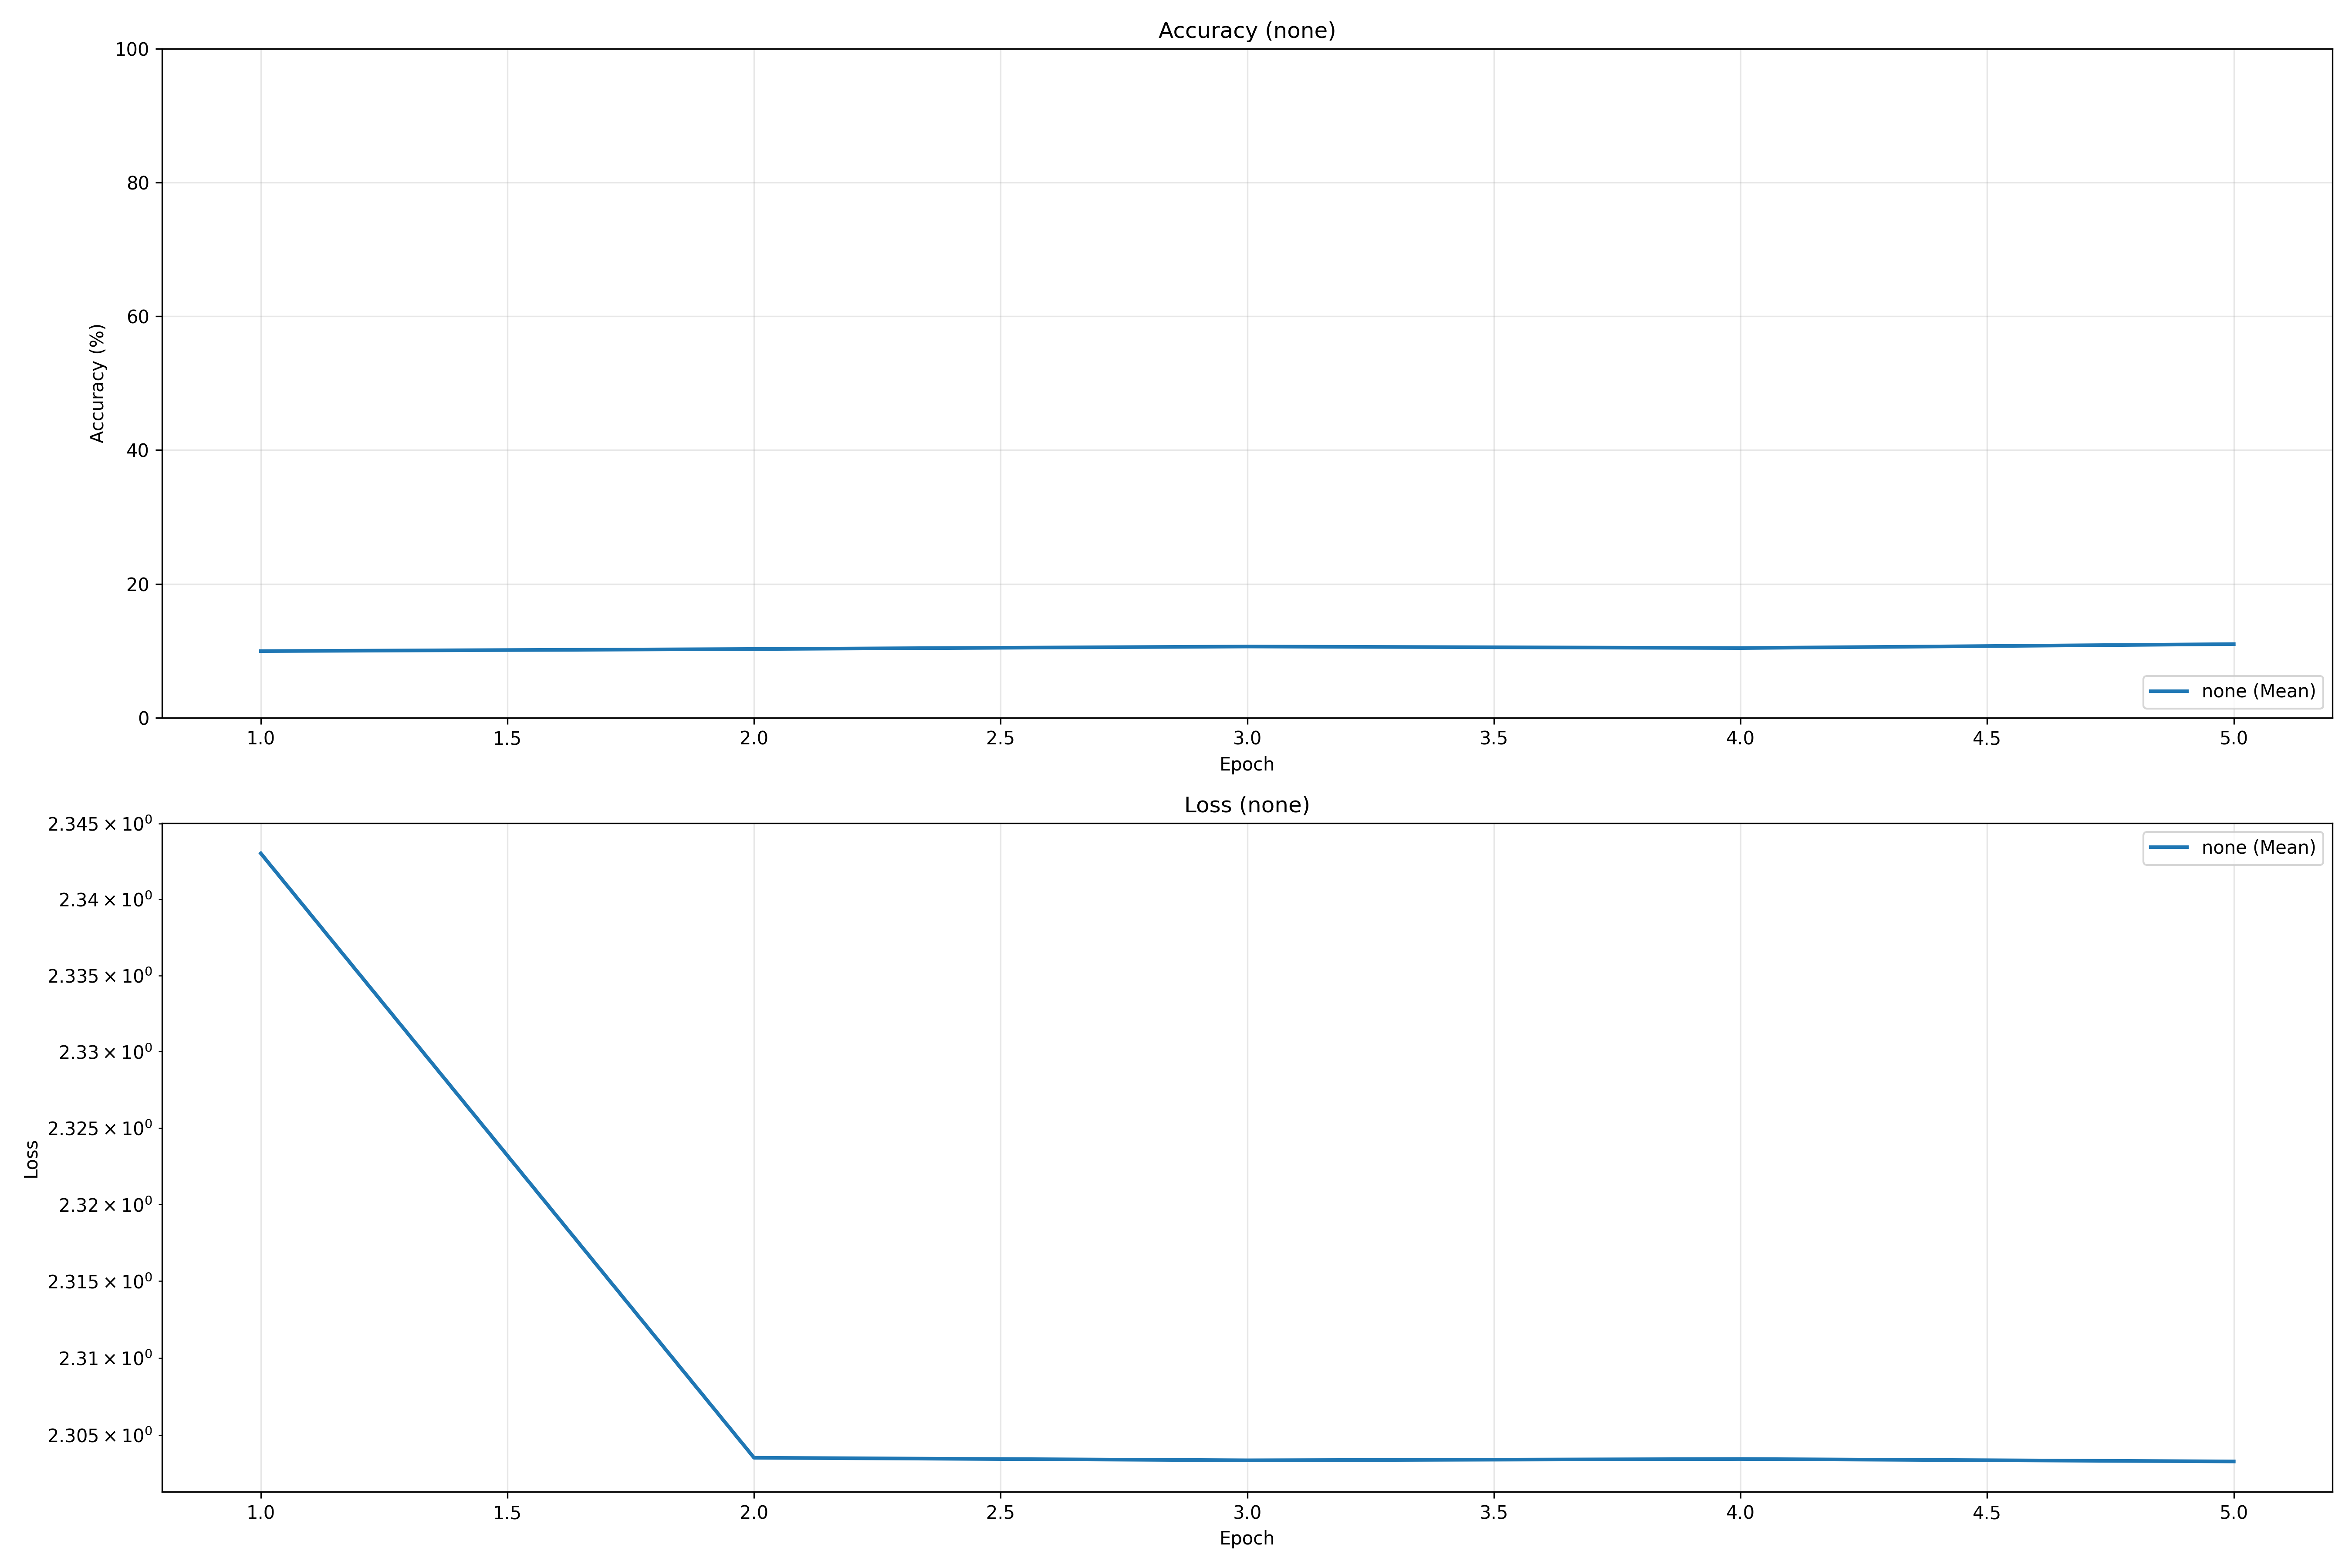 Accuracy (none)
100
80
60
40
20
0
Accuracy (%)
none (Mean)
1.0 1.5 2.0 2.5 3.0 3.5 4.0 4.5 5.0
Epoch
Loss (none)
2.345 × 10⁰
2.34 × 10⁰
2.335 × 10⁰
2.33 × 10⁰
2.325 × 10⁰
2.32 × 10⁰
2.315 × 10⁰
2.31 × 10⁰
2.305 × 10⁰
Loss
none (Mean)
1.0 1.5 2.0 2.5 3.0 3.5 4.0 4.5 5.0
Epoch